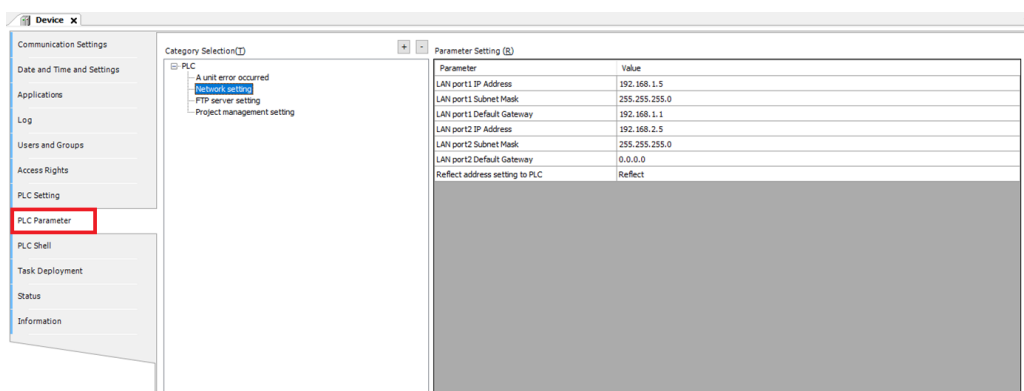 Device x
Communication Settings
Date and Time and Settings
Applications
Log
Users and Groups
Access Rights
PLC Setting
PLC Parameter
PLC Shell
Task Deployment
Status
Information
Category Selection(T) + -
PLC
A unit error occurred
Network setting
FTP server setting
Project management setting
Parameter Setting (R)
Parameter Value
LAN port1 IP Address 192.168.1.5
LAN port1 Subnet Mask 255.255.255.0
LAN port1 Default Gateway 192.168.1.1
LAN port2 IP Address 192.168.2.5
LAN port2 Subnet Mask 255.255.255.0
LAN port2 Default Gateway 0.0.0.0
Reflect address setting to PLC Reflect